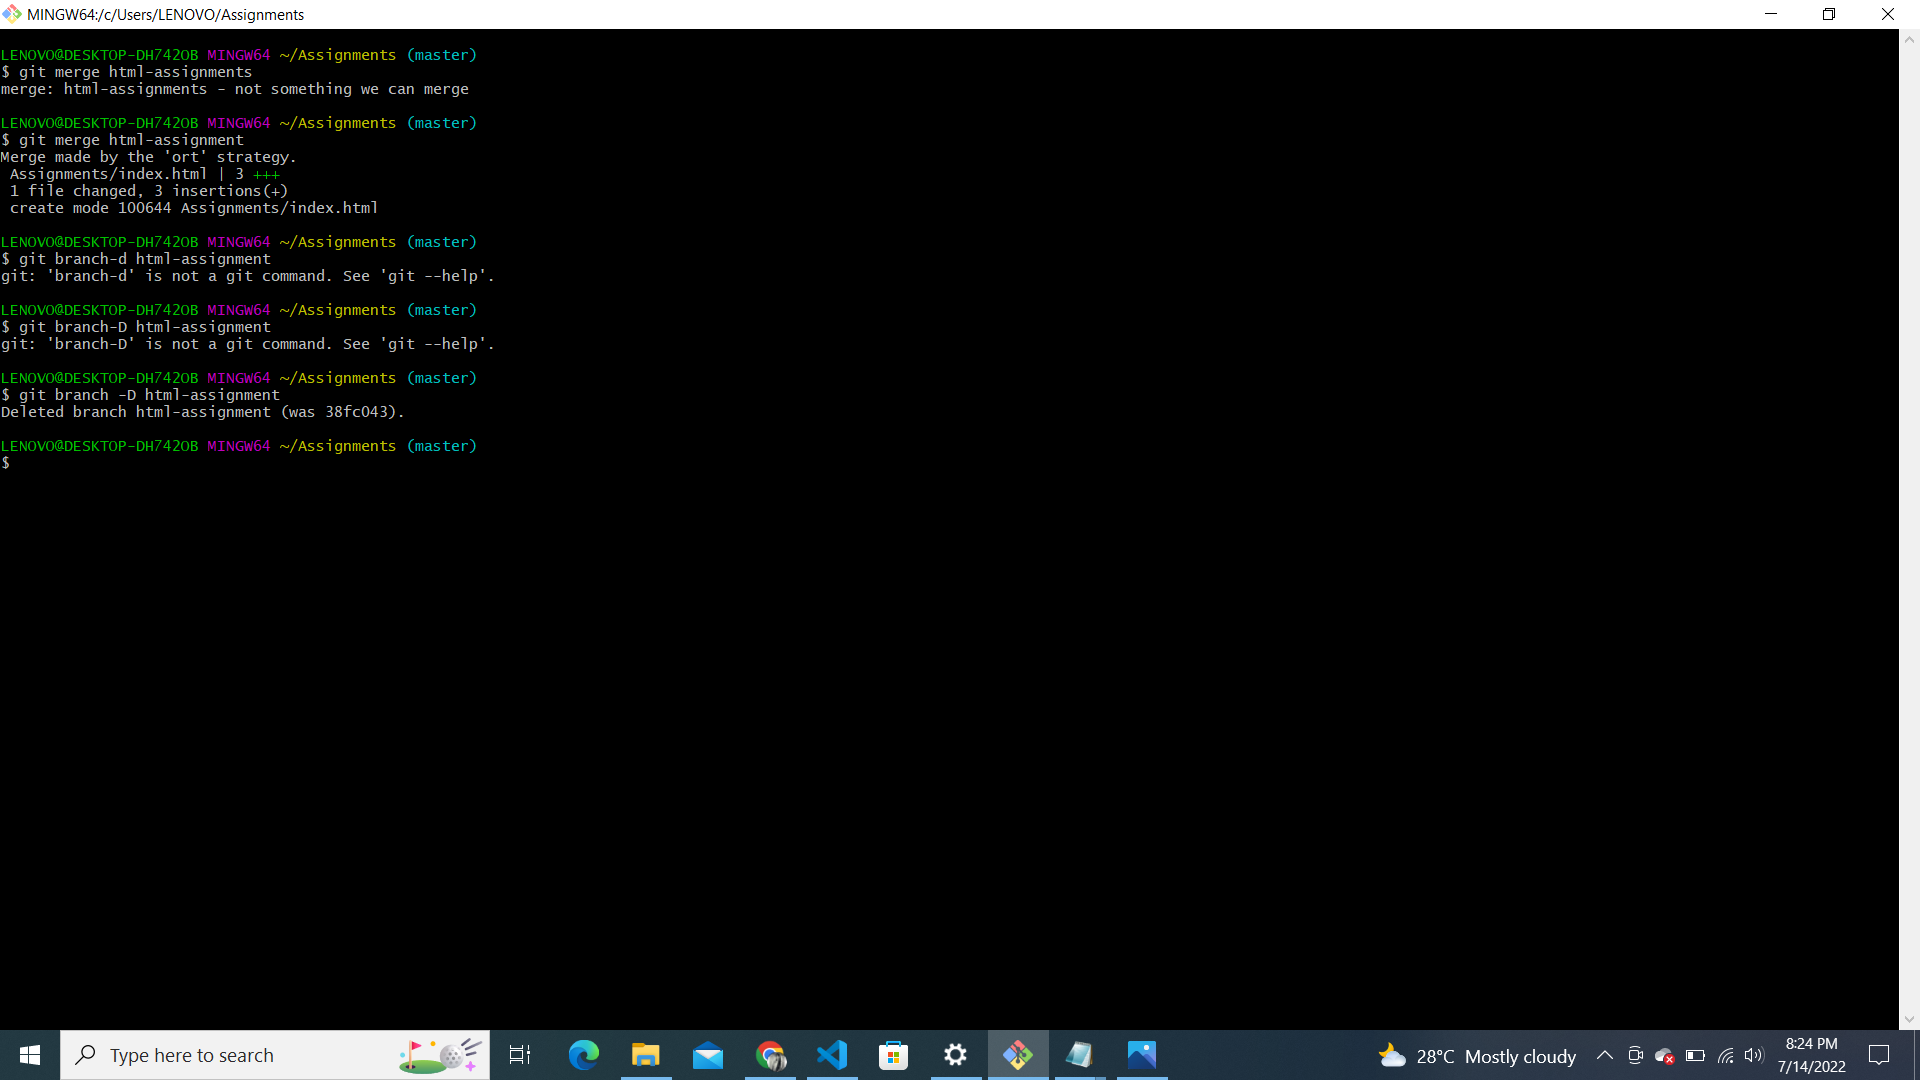 MINGW64:/c/Users/LENOVO/Assignments
LENOVO@DESKTOP-DH742OB MINGW64 ~/Assignments (master)
$ git merge html-assignments
merge: html-assignments - not something we can merge
LENOVO@DESKTOP-DH742OB MINGW64 ~/Assignments (master)
$ git merge html-assignment
Merge made by the 'ort' strategy.
Assignments/index.html | 3 +++
1 file changed, 3 insertions(+)
create mode 100644 Assignments/index.html
LENOVO@DESKTOP-DH742OB MINGW64 ~/Assignments (master)
$ git branch-d html-assignment
git: 'branch-d' is not a git command. See 'git --help'.
LENOVO@DESKTOP-DH742OB MINGW64 ~/Assignments (master)
$ git branch-D html-assignment
git: 'branch-D' is not a git command. See 'git --help'.
LENOVO@DESKTOP-DH742OB MINGW64 ~/Assignments (master)
$ git branch -D html-assignment
Deleted branch html-assignment (was 38fc043).
LENOVO@DESKTOP-DH742OB MINGW64 ~/Assignments (master)
$
Type here to search
28°C Mostly cloudy
8:24 PM
7/14/2022